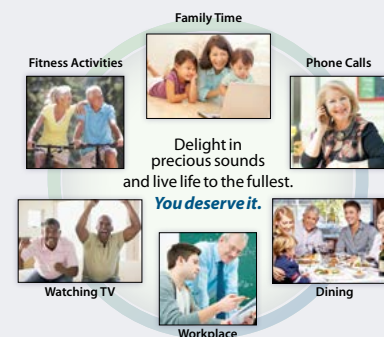 Family Time
Fitness Activities
Phone Calls
Delight in
precious sounds
and live life to the fullest.
You deserve it.
Watching TV
Dining
Workplace